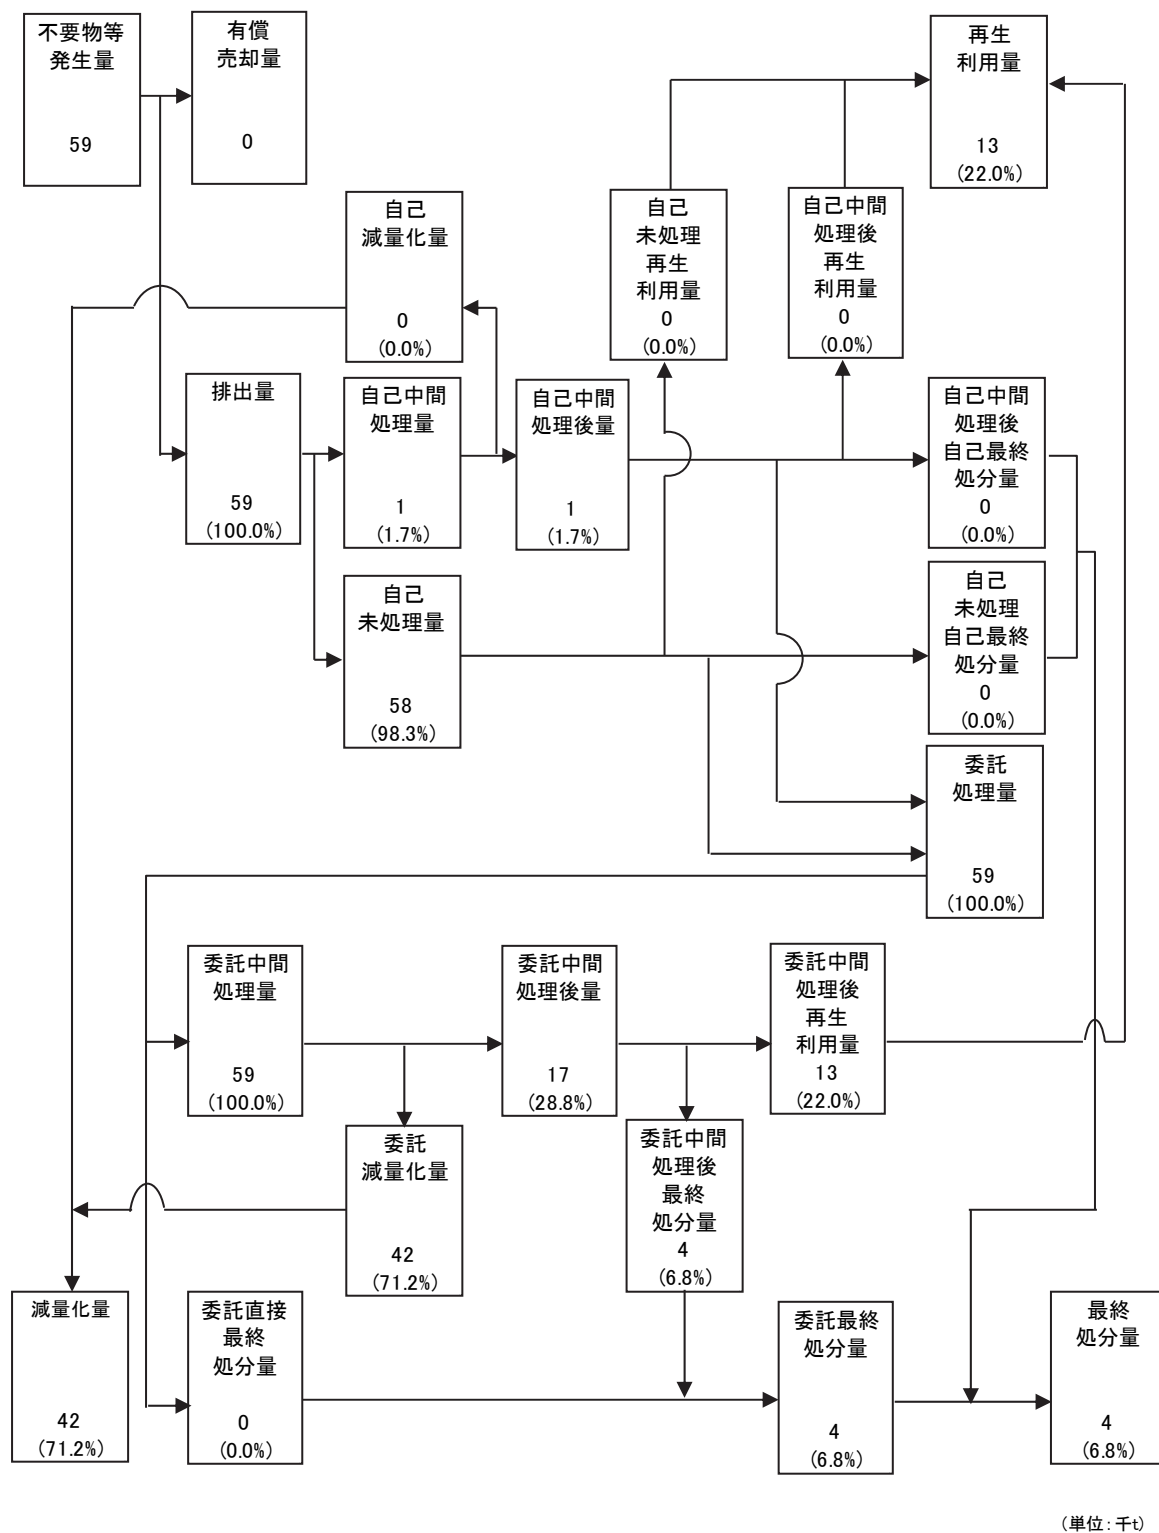 不要物等
発生量
59
有償
売却量
0
再生
利用量
13
(22.0%)
自己
減量化量
0
(0.0%)
自己
未処理
再生
利用量
0
(0.0%)
自己中間
処理後
再生
利用量
0
(0.0%)
排出量
59
(100.0%)
自己中間
処理量
1
(1.7%)
自己中間
処理後量
1
(1.7%)
自己中間
処理後
自己最終
処分量
0
(0.0%)
自己
未処理量
58
(98.3%)
自己
未処理
自己最終
処分量
0
(0.0%)
委託
処理量
59
(100.0%)
委託中間
処理量
59
(100.0%)
委託中間
処理後量
17
(28.8%)
委託中間
処理後
再生
利用量
13
(22.0%)
委託
減量化量
42
(71.2%)
委託中間
処理後
最終
処分量
4
(6.8%)
減量化量
42
(71.2%)
委託直接
最終
処分量
0
(0.0%)
委託最終
処分量
4
(6.8%)
最終
処分量
4
(6.8%)
(単位:千t)